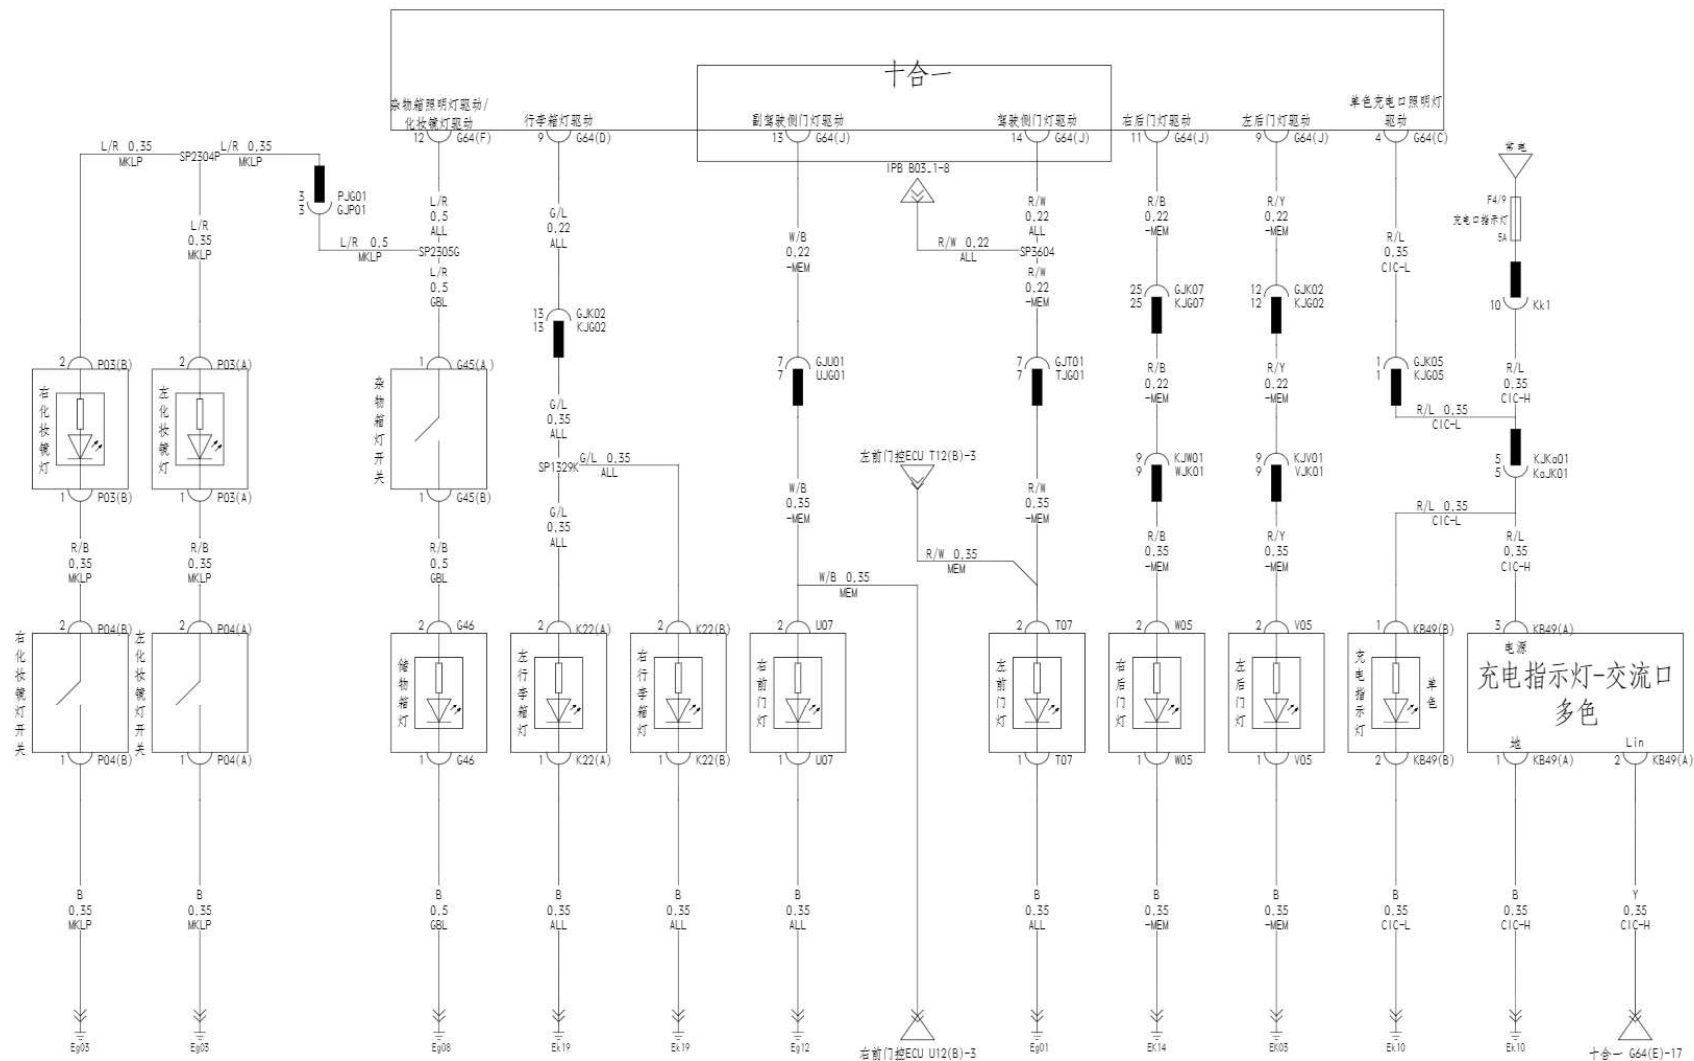 十合一
杂物箱照明灯驱动/
化妆镜灯驱动
行李箱灯驱动
副驾驶侧门灯驱动
驾驶侧门灯驱动
右后门灯驱动
左后门灯驱动
单色充电口照明灯
驱动
12 G64(F)
9 G64(D)
13 G64(J)
14 G64(J)
11 G64(J)
9 G64(J)
4 G64(C)
常电
L/R 0.35
MKLP
SP2304P
L/R 0.35
MKLP
IPB B03.1-8
3 PJG01
3 GJP01
L/R
0.5
ALL
G/L
0.22
ALL
R/W
0.22
ALL
R/B
0.22
-MEM
R/Y
0.22
-MEM
F4/9
充电口指示灯
5A
L/R
0.35
MKLP
L/R 0.5
MKLP
SP2305G
W/B
0.22
-MEM
R/W 0.22
ALL
SP3604
R/L
0.35
CIC-L
L/R
0.5
GBL
R/W
0.22
-MEM
25 GJK07
25 KJG07
12 GJK02
12 KJG02
10 Kk1
13 GJK02
13 KJG02
2 P03(B)
2 P03(A)
1 G45(A)
7 GJU01
7 UJG01
7 GJT01
7 TJG01
R/B
0.22
-MEM
R/Y
0.22
-MEM
1 GJK05
1 KJG05
R/L
0.35
CIC-H
右化妆镜灯
左化妆镜灯
杂物箱灯开关
G/L
0.35
ALL
R/L 0.35
CIC-L
SP1329K
G/L 0.35
ALL
左前门控ECU T12(B)-3
9 KJW01
9 WJK01
9 KJV01
9 VJK01
5 KJKa01
5 KaJK01
1 P03(B)
1 P03(A)
1 G45(B)
W/B
0.35
-MEM
R/W
0.35
-MEM
G/L
0.35
ALL
R/L 0.35
CIC-L
R/B
0.35
MKLP
R/B
0.35
MKLP
R/B
0.5
GBL
R/W 0.35
MEM
R/B
0.35
-MEM
R/Y
0.35
-MEM
R/L
0.35
CIC-H
W/B 0.35
MEM
2 P04(B)
2 P04(A)
2 G46
2 K22(A)
2 K22(B)
2 U07
2 T07
2 W05
2 V05
1 KB49(B)
3 KB49(A)
右化妆镜灯开关
左化妆镜灯开关
储物箱灯
左行李箱灯
右行李箱灯
右前门灯
左前门灯
右后门灯
左后门灯
充电指示灯
单色
电源
充电指示灯-交流口
多色
地
Lin
1 P04(B)
1 P04(A)
1 G46
1 K22(A)
1 K22(B)
1 U07
1 T07
1 W05
1 V05
2 KB49(B)
1 KB49(A)
2 KB49(A)
B
0.35
MKLP
B
0.35
MKLP
B
0.5
GBL
B
0.35
ALL
B
0.35
ALL
B
0.35
ALL
B
0.35
ALL
B
0.35
-MEM
B
0.35
-MEM
B
0.35
CIC-L
B
0.35
CIC-H
Y
0.35
CIC-H
Eg03
Eg03
Eg08
Ek19
Ek19
Eg12
右前门控ECU U12(B)-3
Eg01
EK14
EK03
Ek10
Ek10
十合一 G64(E)-17